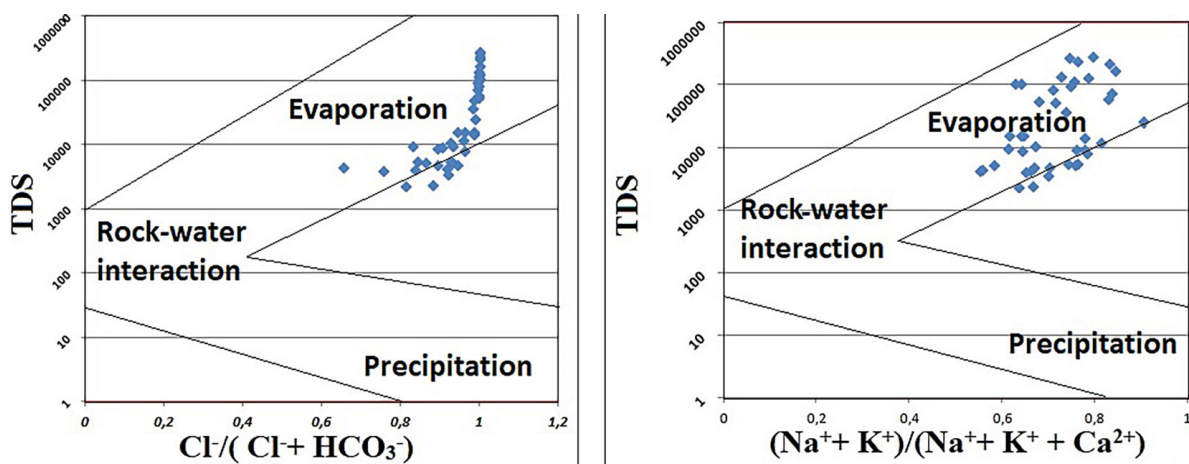 TDS
1000000
100000
10000
1000
100
10
1
Evaporation
Rock-water
interaction
Precipitation
0
0,2
0,4
0,6
0,8
1
1,2
Cl⁻/( Cl⁻+ HCO₃⁻)
TDS
1000000
100000
10000
1000
100
10
1
Evaporation
Rock-water
interaction
Precipitation
0
0,2
0,4
0,6
0,8
1
(Na⁺+ K⁺)/(Na⁺+ K⁺ + Ca²⁺)